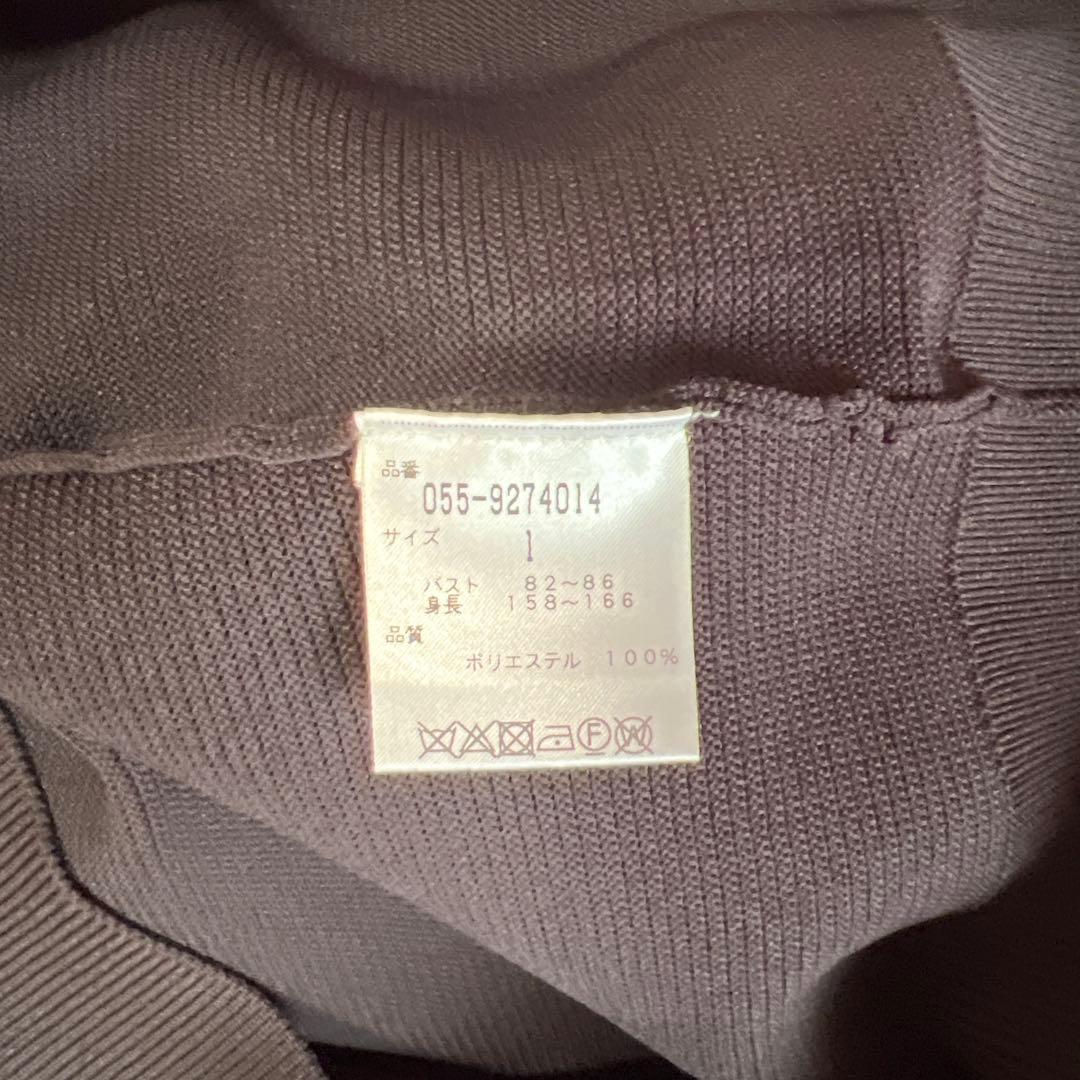 品番
055-9274014
サイズ 1
バスト 82～86
身長 158～166
品質
ポリエステル 100%
F W